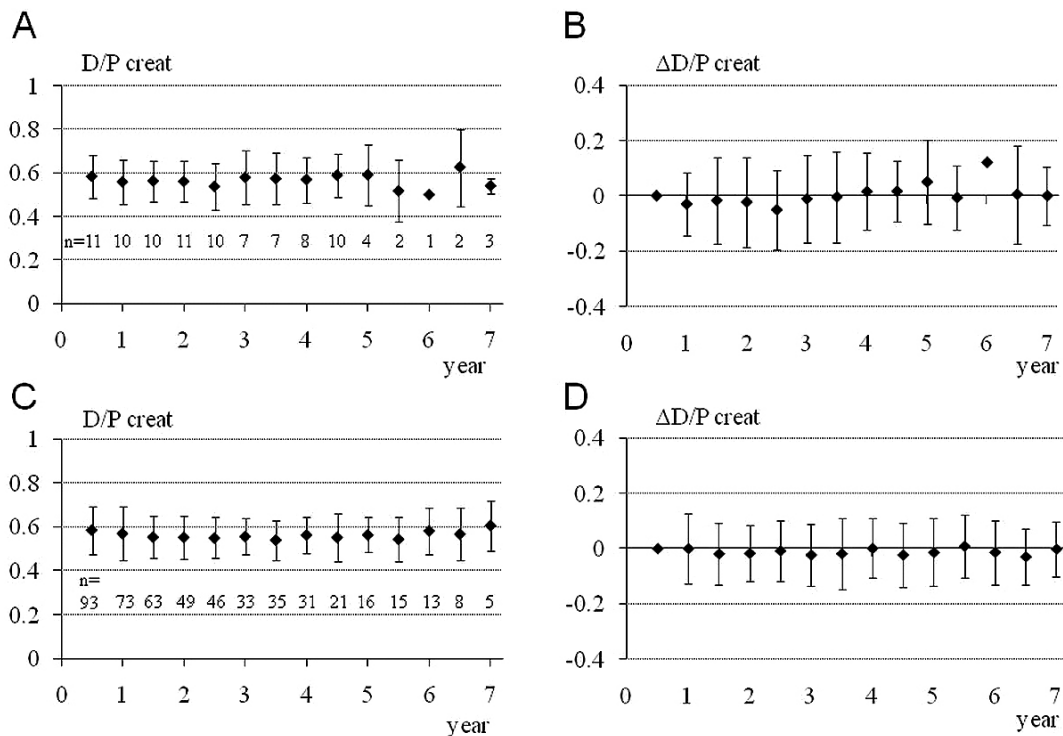 A
D/P creat
1
0.8
0.6
0.4
n=11 10 10 11 10 7 7 8 10 4 2 1 2 3
0.2
0
0 1 2 3 4 5 6 7
year
B
ΔD/P creat
0.4
0.2
0
-0.2
-0.4
0 1 2 3 4 5 6 7
year
C
D/P creat
1
0.8
0.6
0.4
n=
93 73 63 49 46 33 35 31 21 16 15 13 8 5
0.2
0
0 1 2 3 4 5 6 7
year
D
ΔD/P creat
0.4
0.2
0
-0.2
-0.4
0 1 2 3 4 5 6 7
year